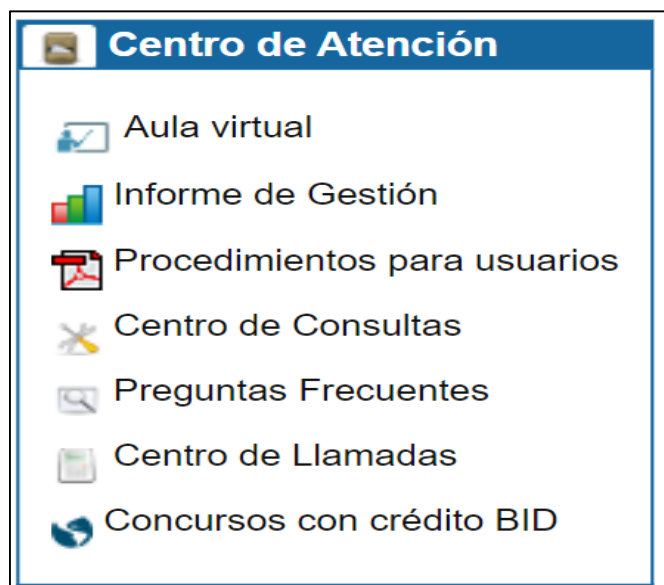 Centro de Atención
Aula virtual
Informe de Gestión
Procedimientos para usuarios
Centro de Consultas
Preguntas Frecuentes
Centro de Llamadas
Concursos con crédito BID